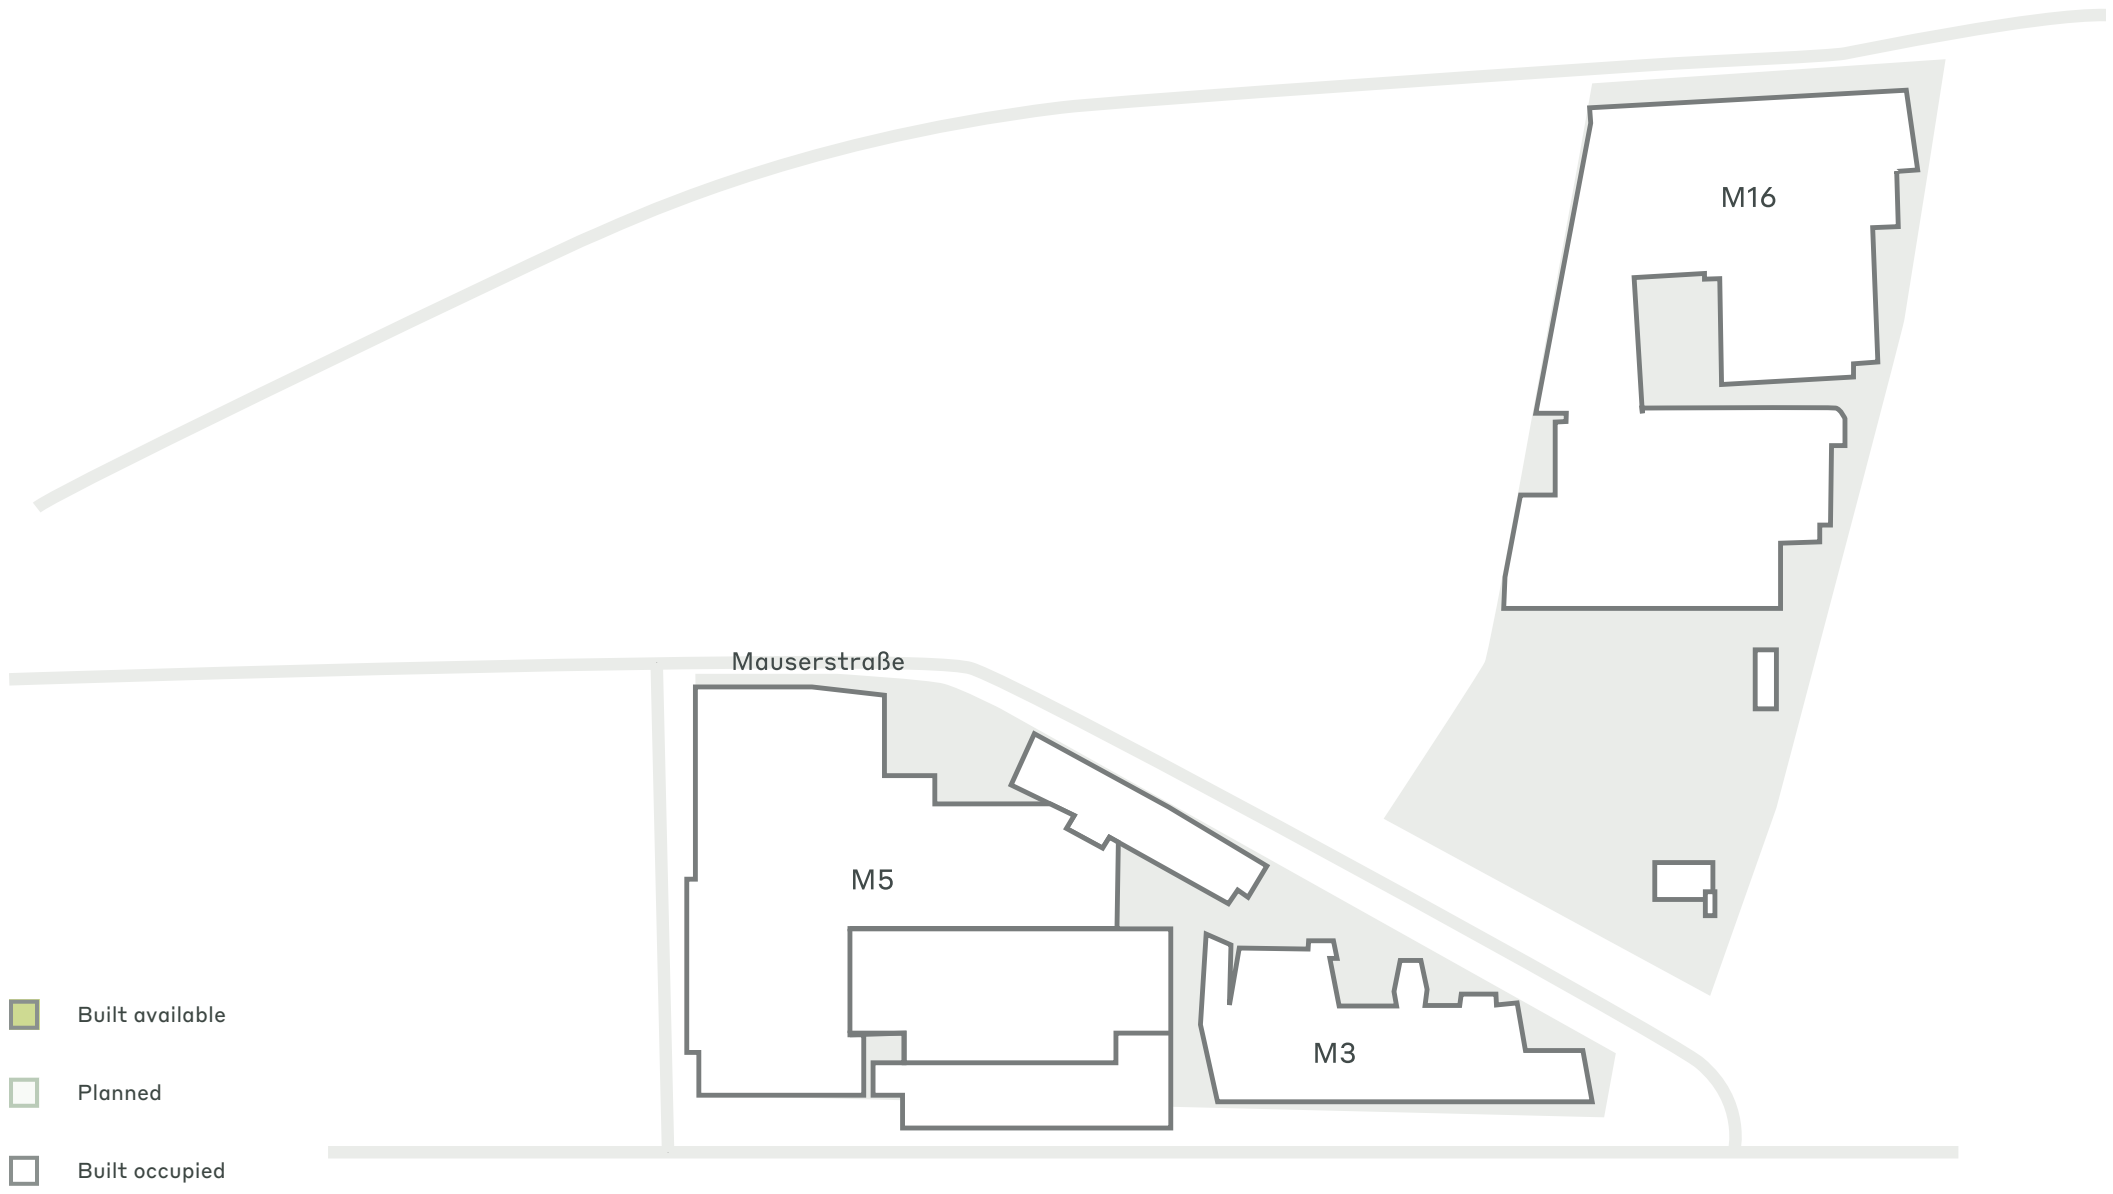 M16
Mauserstraße
M5
M3
Built available
Planned
Built occupied